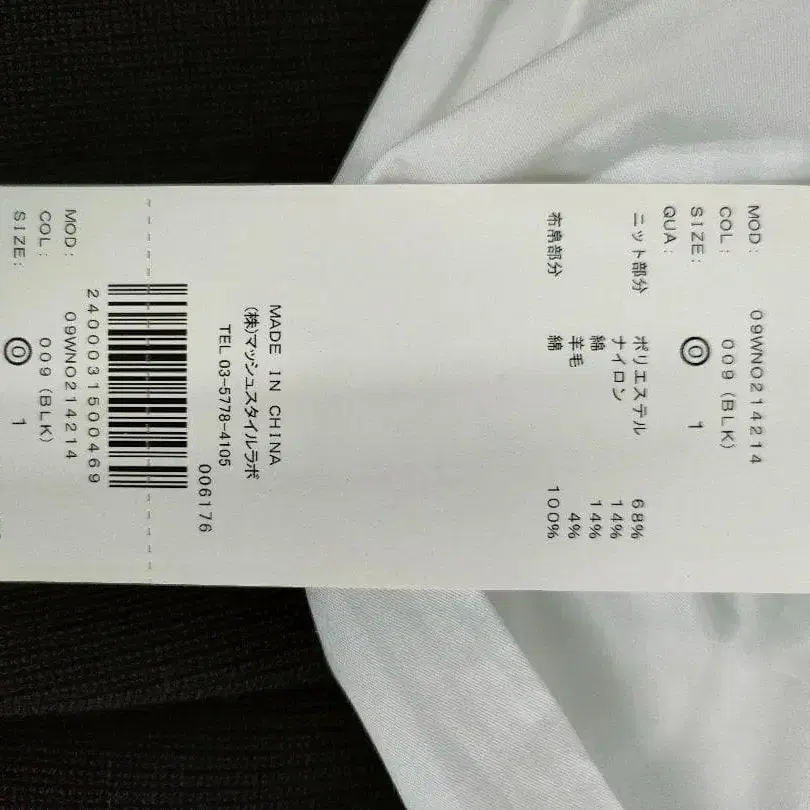 MOD: 09WNO214214
COL: 009 (BLK)
SIZE: 0 1
QUA:
ニット部分 ポリエステル 68%
ナイロン 14%
綿 14%
羊毛 4%
布帛部分 綿 100%
MADE IN CHINA
(株)マッシュスタイルラボ
TEL 03-5778-4105
006176
2400031500469
MOD: 09WNO214214
COL: 009 (BLK)
SIZE: 0 1